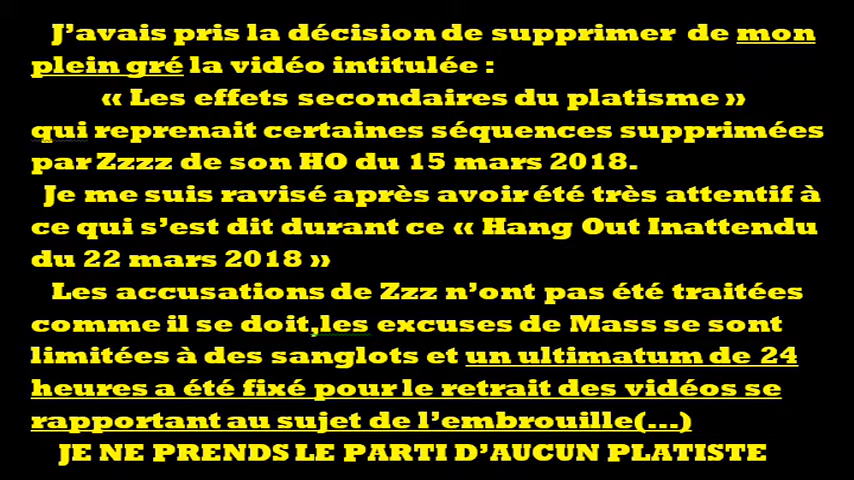 J’avais pris la décision de supprimer de mon
plein gré la vidéo intitulée :
« Les effets secondaires du platisme »
qui reprenait certaines séquences supprimées
par Zzzz de son HO du 15 mars 2018.
Je me suis ravisé après avoir été très attentif à
ce qui s’est dit durant ce « Hang Out Inattendu
du 22 mars 2018 »
Les accusations de Zzz n’ont pas été traitées
comme il se doit,les excuses de Mass se sont
limitées à des sanglots et un ultimatum de 24
heures a été fixé pour le retrait des vidéos se
rapportant au sujet de l’embrouille(...)
JE NE PRENDS LE PARTI D’AUCUN PLATISTE